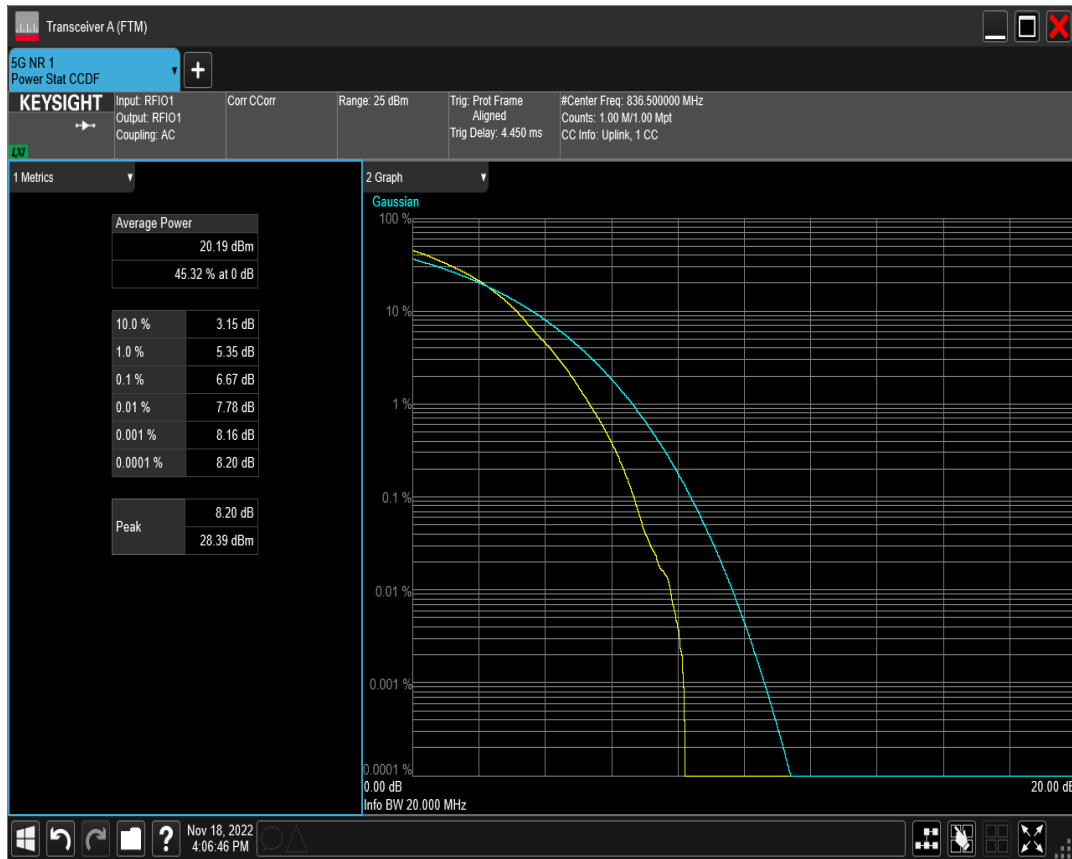 Transceiver A (FTM)
5G NR 1
Power Stat CCDF
+
KEYSIGHT
LXI
Input: RFIO1
Output: RFIO1
Coupling: AC
Corr CCorr
Range: 25 dBm
Trig: Prot Frame
Aligned
Trig Delay: 4.450 ms
#Center Freq: 836.500000 MHz
Counts: 1.00 M/1.00 Mpt
CC Info: Uplink, 1 CC
1 Metrics
Average Power
20.19 dBm
45.32 % at 0 dB
10.0 % 3.15 dB
1.0 % 5.35 dB
0.1 % 6.67 dB
0.01 % 7.78 dB
0.001 % 8.16 dB
0.0001 % 8.20 dB
Peak
8.20 dB
28.39 dBm
2 Graph
Gaussian
100 %
10 %
1 %
0.1 %
0.01 %
0.001 %
0.0001 %
0.00 dB 20.00 dB
Info BW 20.000 MHz
?
Nov 18, 2022
4:06:46 PM